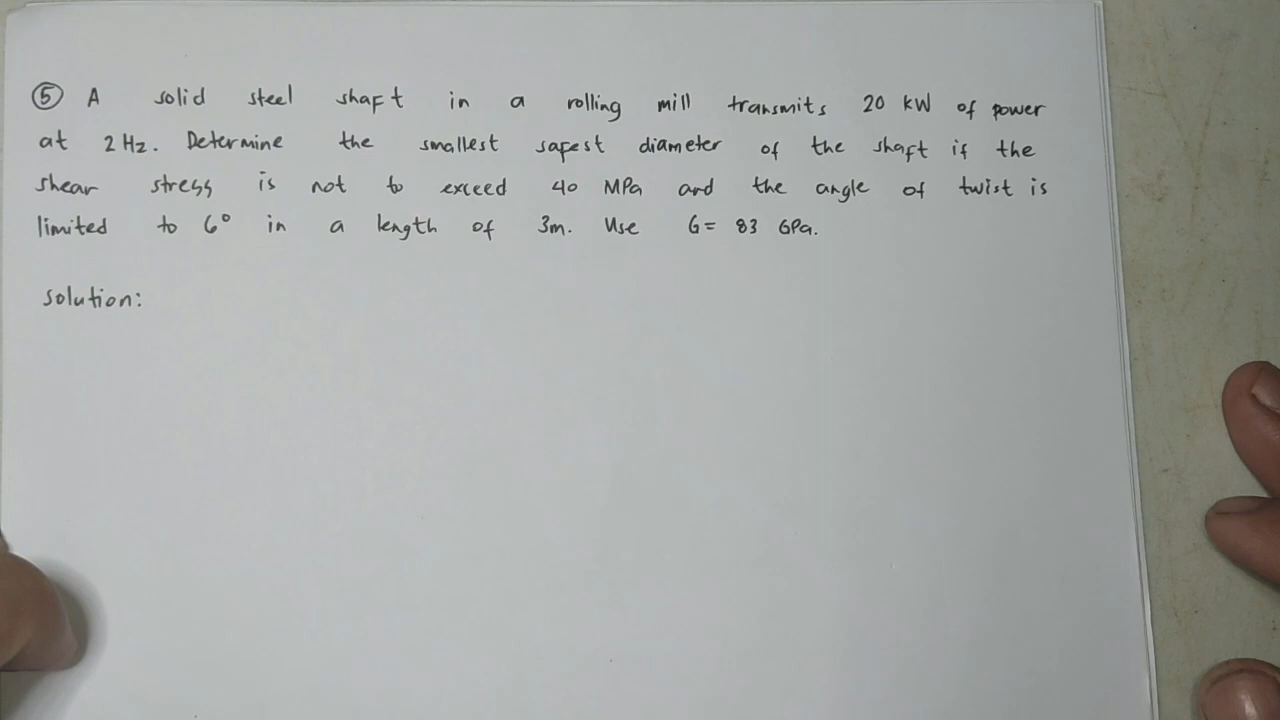 ⑤ A solid steel shaft in a rolling mill transmits 20 kW of power
at 2 Hz. Determine the smallest safest diameter of the shaft if the
shear stress is not to exceed 40 MPa and the angle of twist is
limited to 6° in a length of 3m. Use G= 83 GPa.
solution: